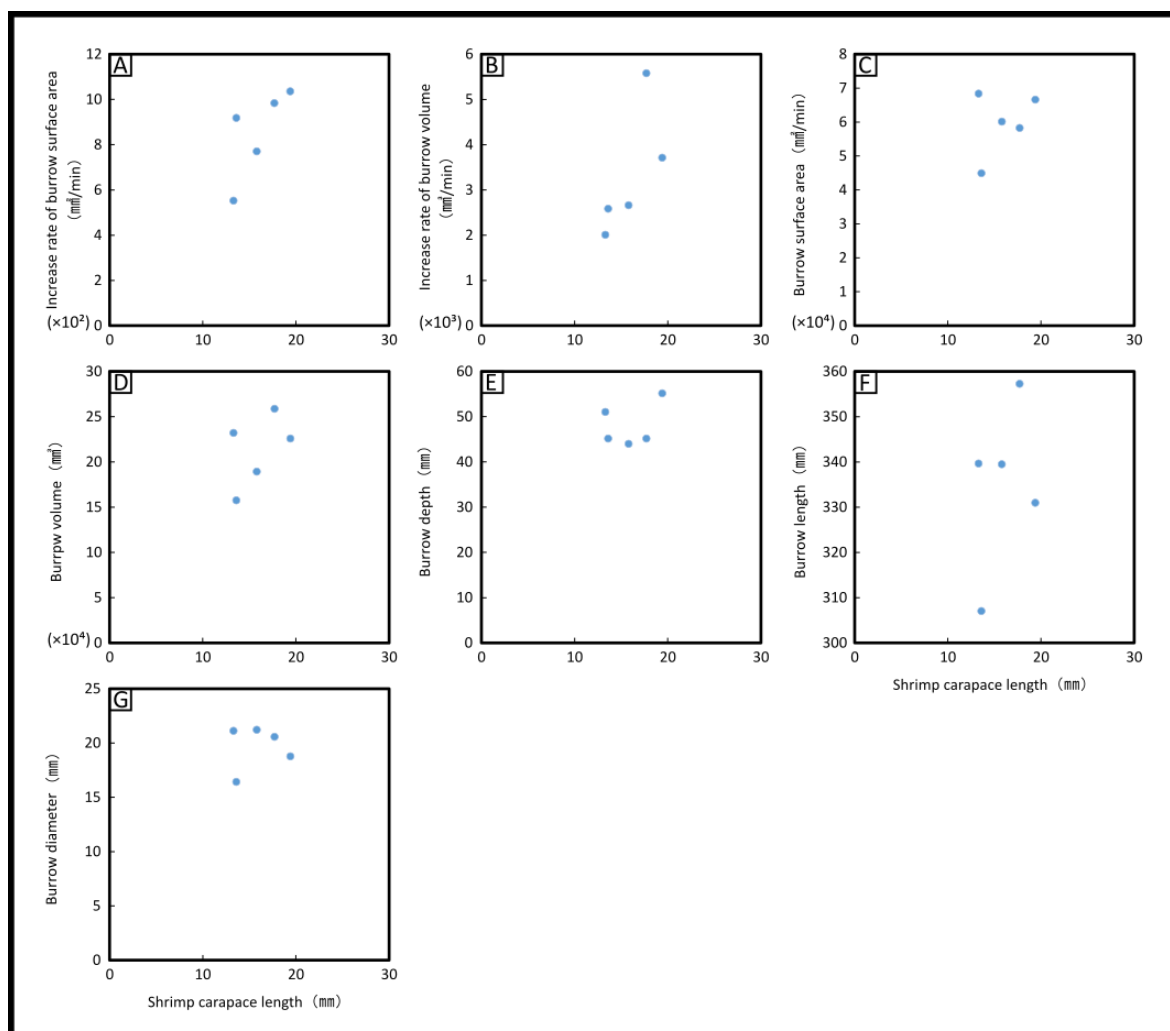 A
Increase rate of burrow surface area
(㎟/min)
(×10²)
12
10
8
6
4
2
0
0 10 20 30
B
Increase rate of burrow volume
(㎣/min)
(×10³)
6
5
4
3
2
1
0
0 10 20 30
C
Burrow surface area (㎟/min)
(×10⁴)
8
7
6
5
4
3
2
1
0
0 10 20 30
D
Burrpw volume (㎣)
(×10⁴)
30
25
20
15
10
5
0
0 10 20 30
E
Burrow depth (mm)
60
50
40
30
20
10
0
0 10 20 30
F
Burrow length (mm)
360
350
340
330
320
310
300
0 10 20 30
Shrimp carapace length (㎜)
G
Burrow diameter (mm)
25
20
15
10
5
0
0 10 20 30
Shrimp carapace length (㎜)